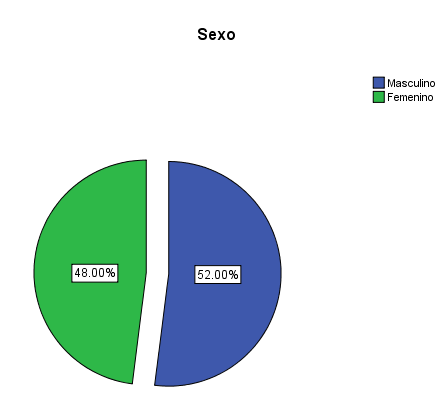 Sexo
Masculino
Femenino
48.00%
52.00%